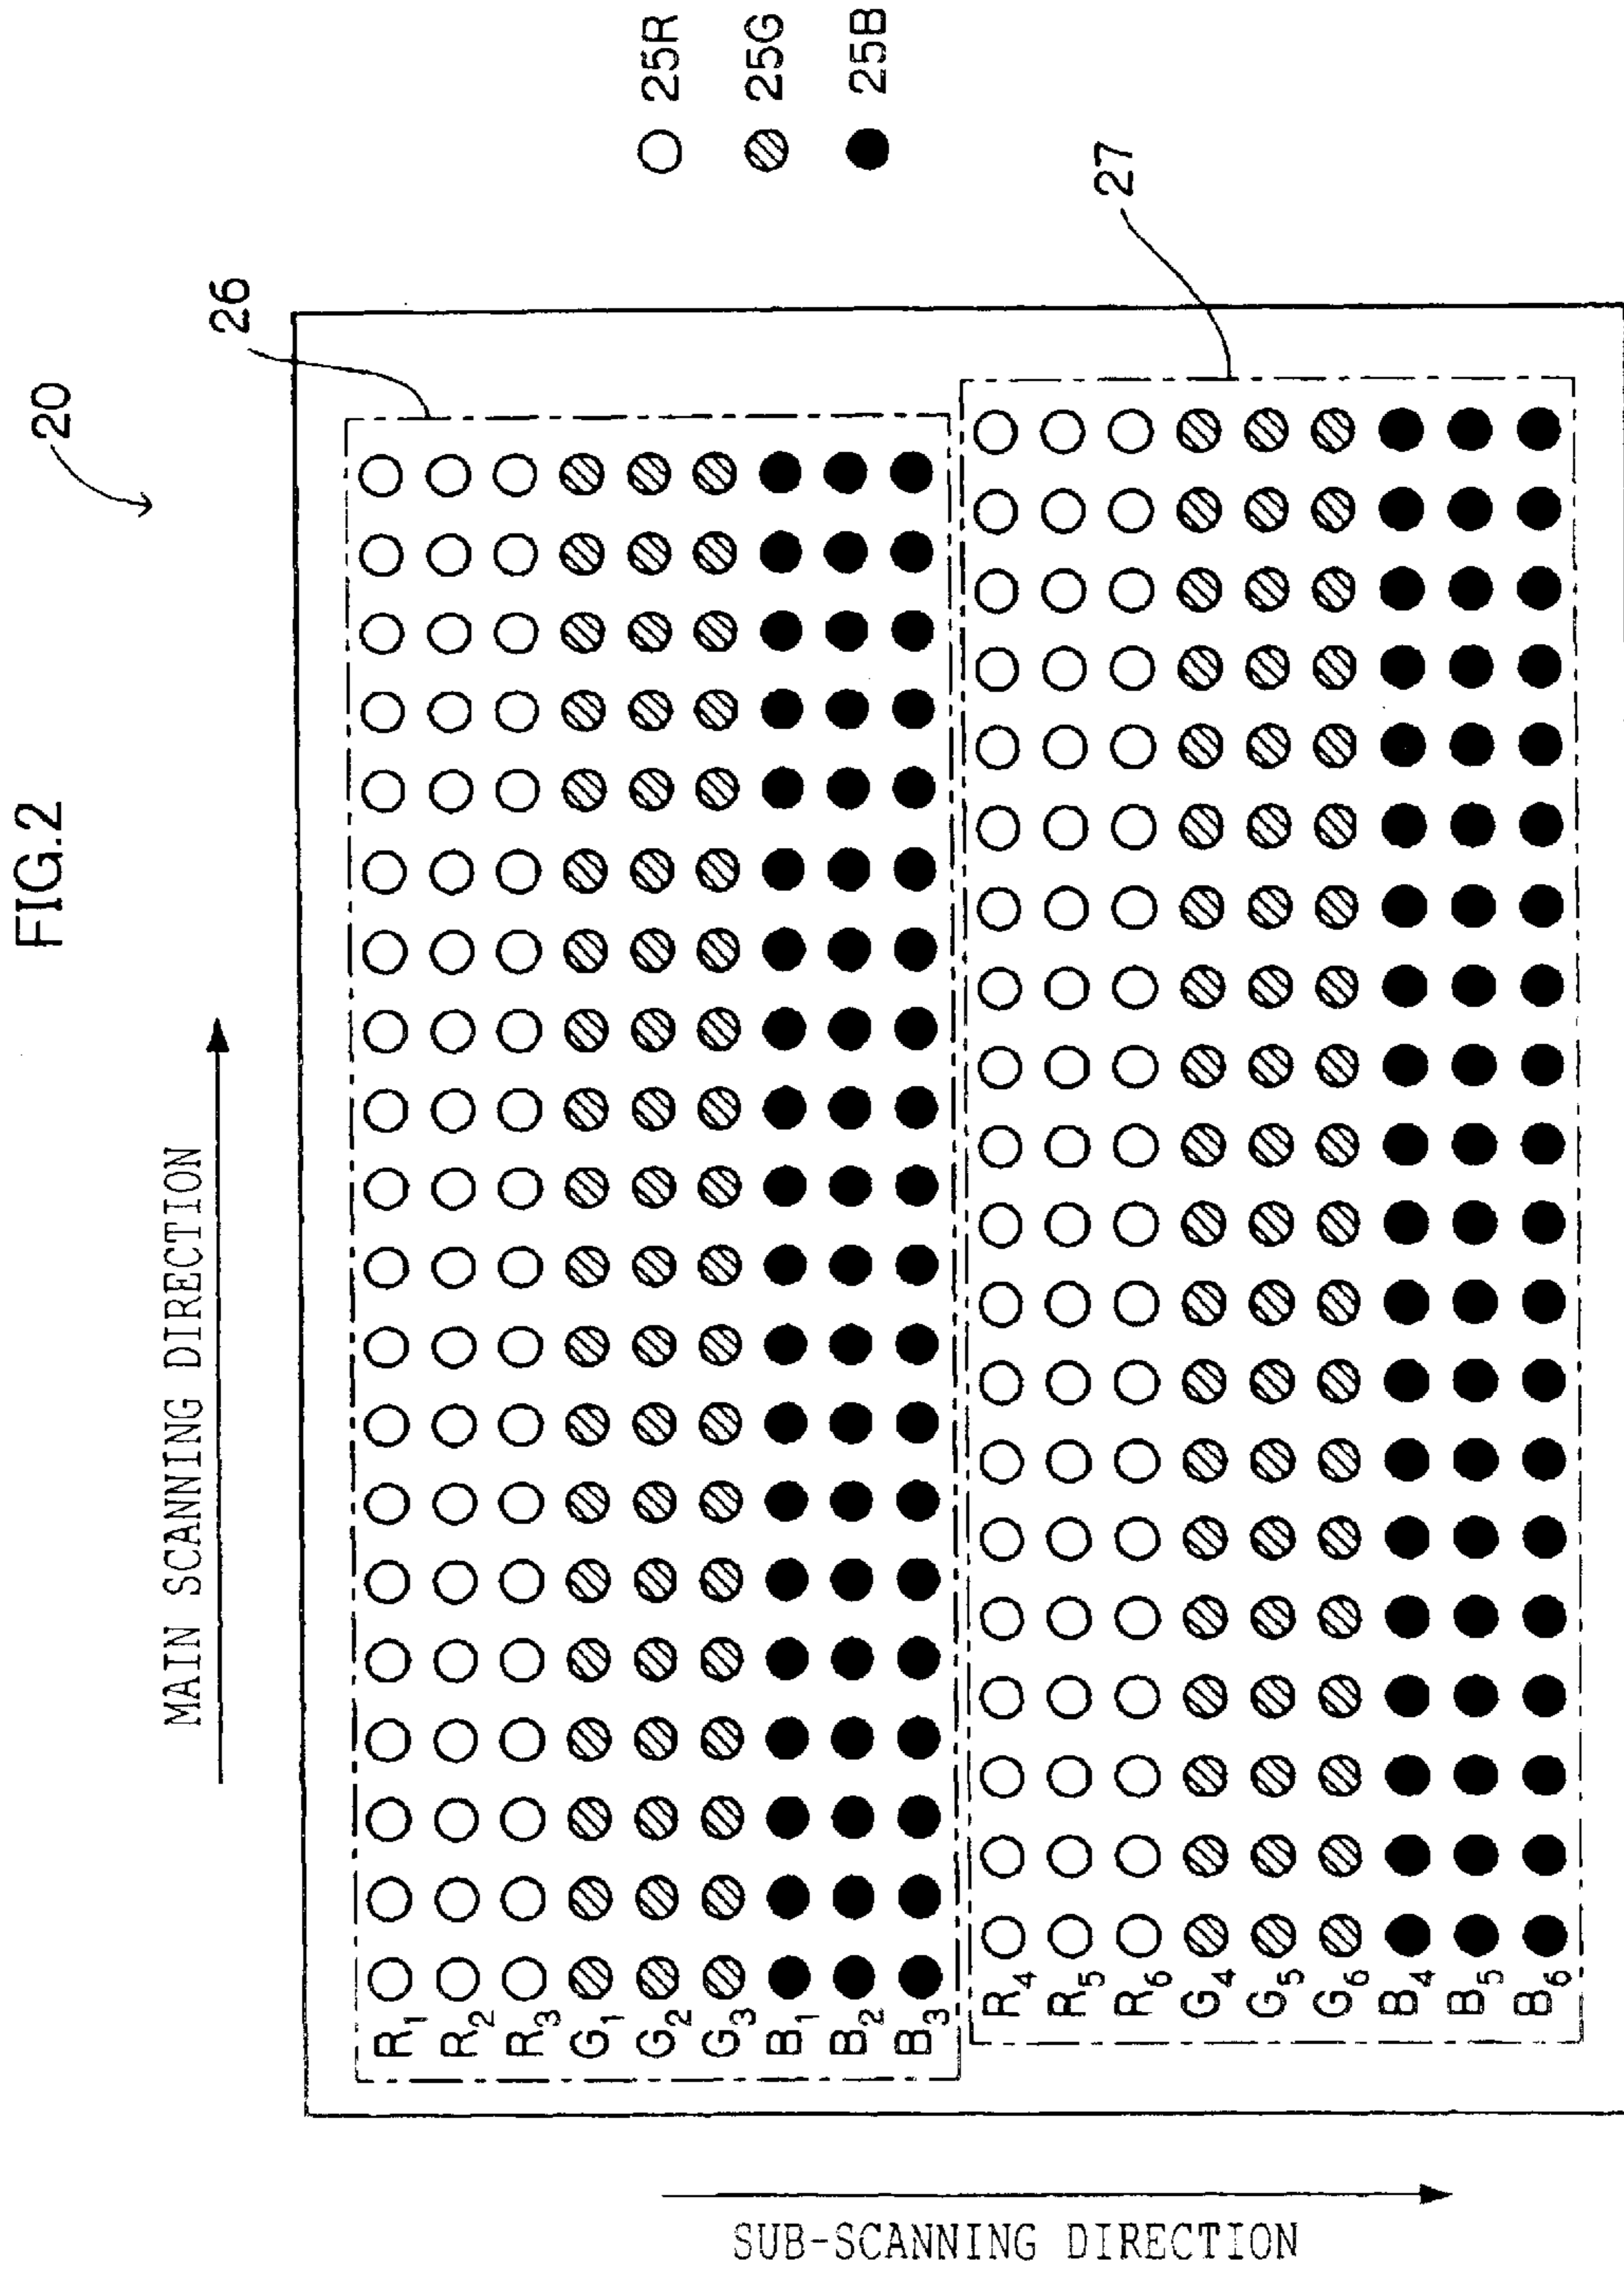 FIG.2
20
MAIN SCANNING DIRECTION
26
R1
R2
R3
G1
G2
G3
B1
B2
B3
27
R4
R5
R6
G4
G5
G6
B4
B5
B6
25R
25G
25B
SUB-SCANNING DIRECTION